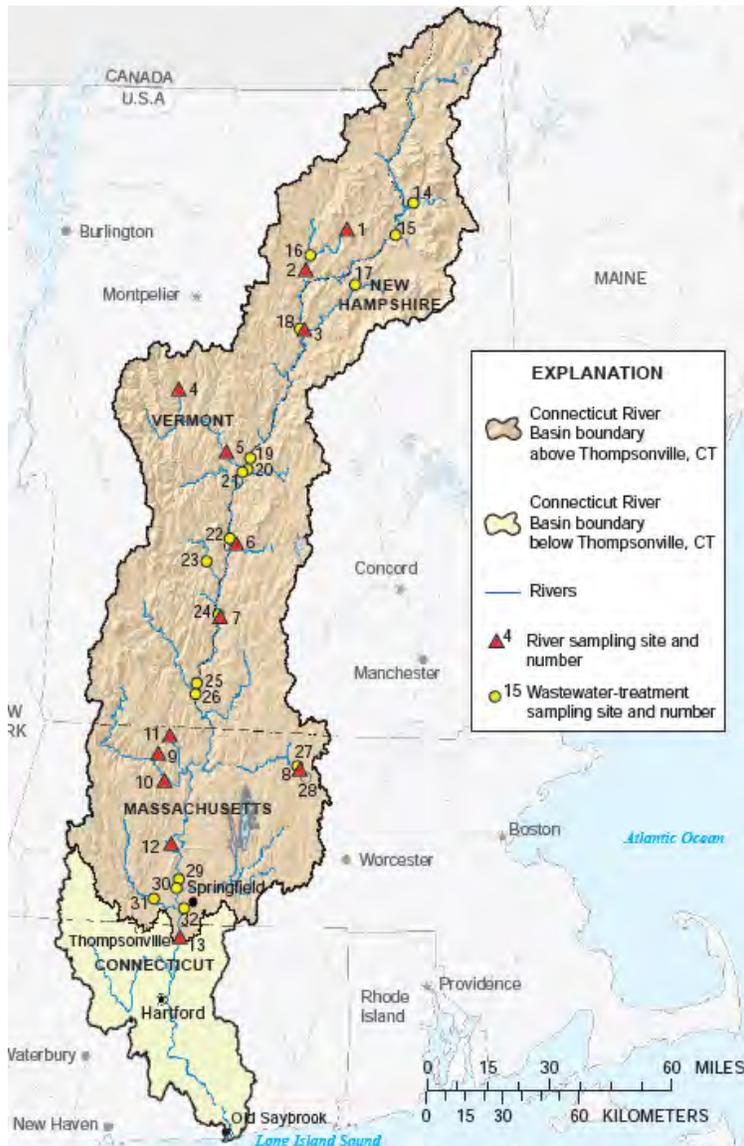 CANADA
U.S.A
14
Burlington
1
15
16
2
MAINE
17
NEW
HAMPSHIRE
Montpelier
18
3
EXPLANATION
Connecticut River
Basin boundary
above Thompsonville, CT
Connecticut River
Basin boundary
below Thompsonville, CT
Rivers
4 River sampling site and
number
15 Wastewater-treatment
sampling site and number
4
VERMONT
5
19
20
21
22
6
23
Concord
24
7
Manchester
25
26
W
RK
11
9
27
8
10
28
MASSACHUSETTS
Boston
Atlantic Ocean
12
Worcester
29
30
Springfield
31
32
Thompsonville
13
CONNECTICUT
Hartford
Rhode
Island
Providence
Waterbury
0 15 30 60 MILES
0 15 30 60 KILOMETERS
New Haven
Old Saybrook
Long Island Sound